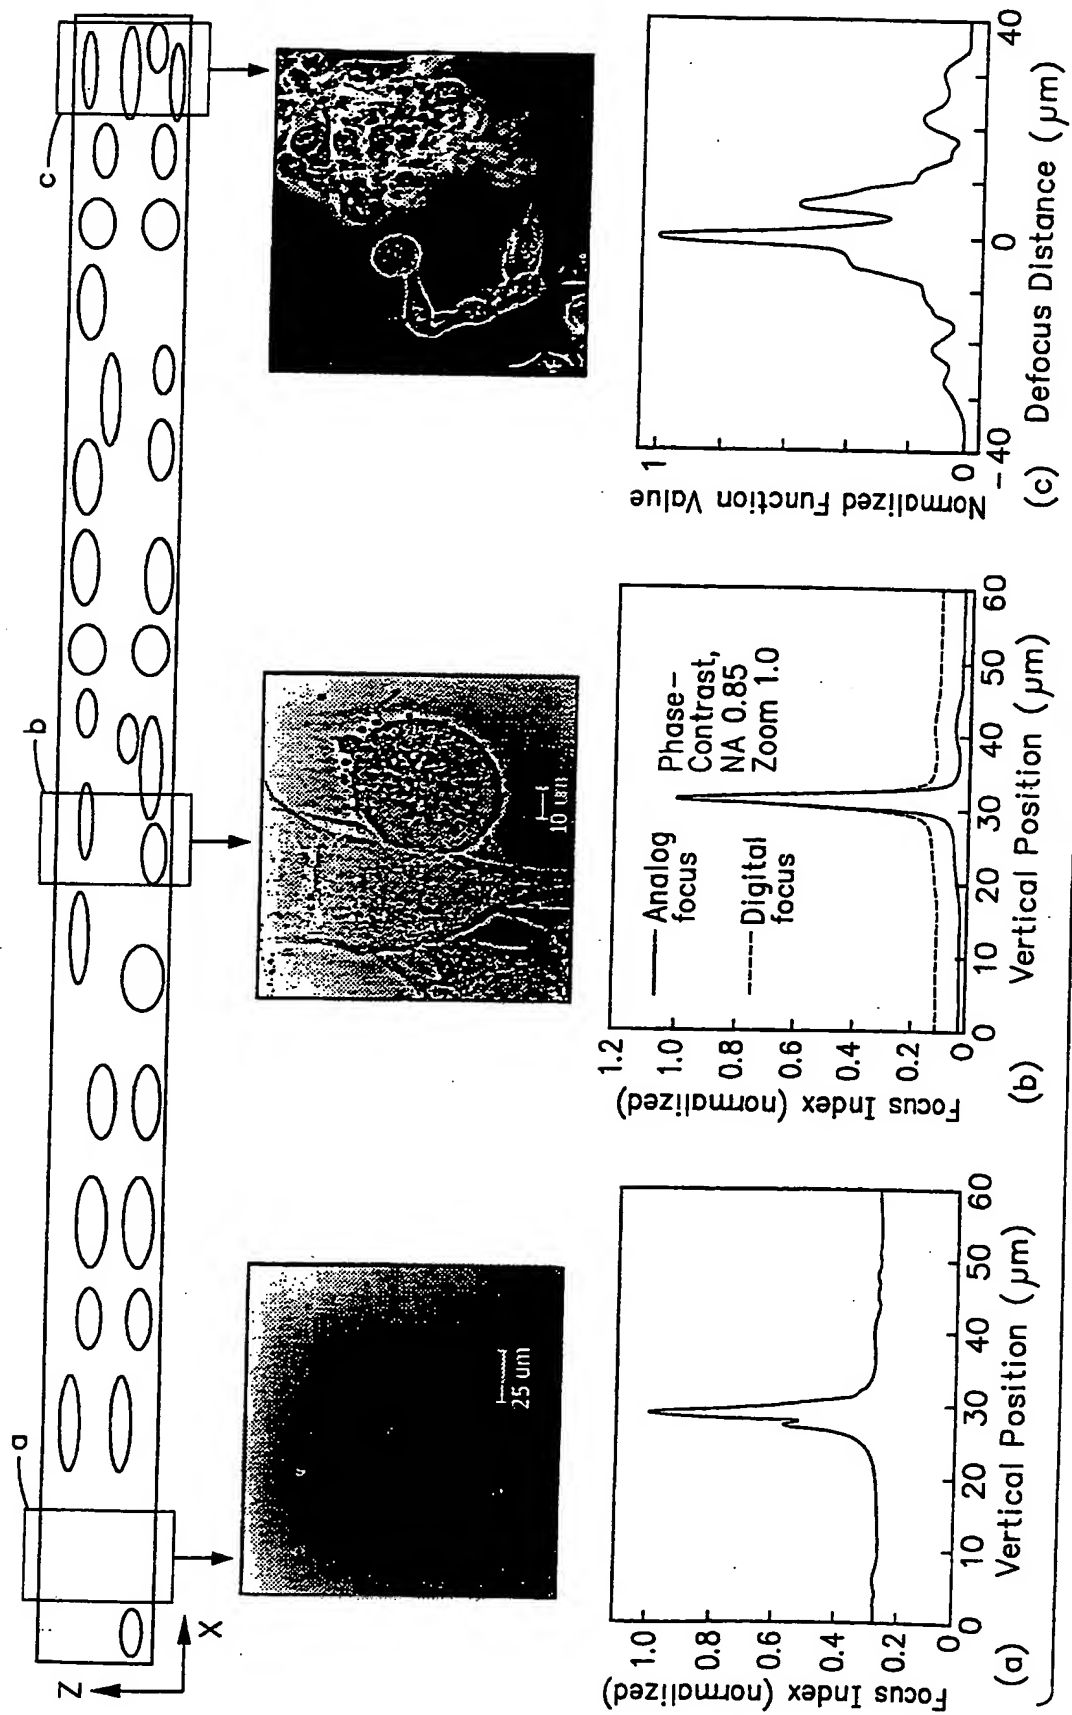 a
b
c
Z
X
25 um
10 um
Focus Index (normalized)
1.0
0.8
0.6
0.4
0.2
0
0
10
20
30
40
50
60
Vertical Position (µm)
(a)
Focus Index (normalized)
1.2
1.0
0.8
0.6
0.4
0.2
0
Analog
focus
Digital
focus
Phase-
Contrast,
NA 0.85
Zoom 1.0
0
10
20
30
40
50
60
Vertical Position (µm)
(b)
Normalized Function Value
1
0
-40
0
40
(c) Defocus Distance (µm)